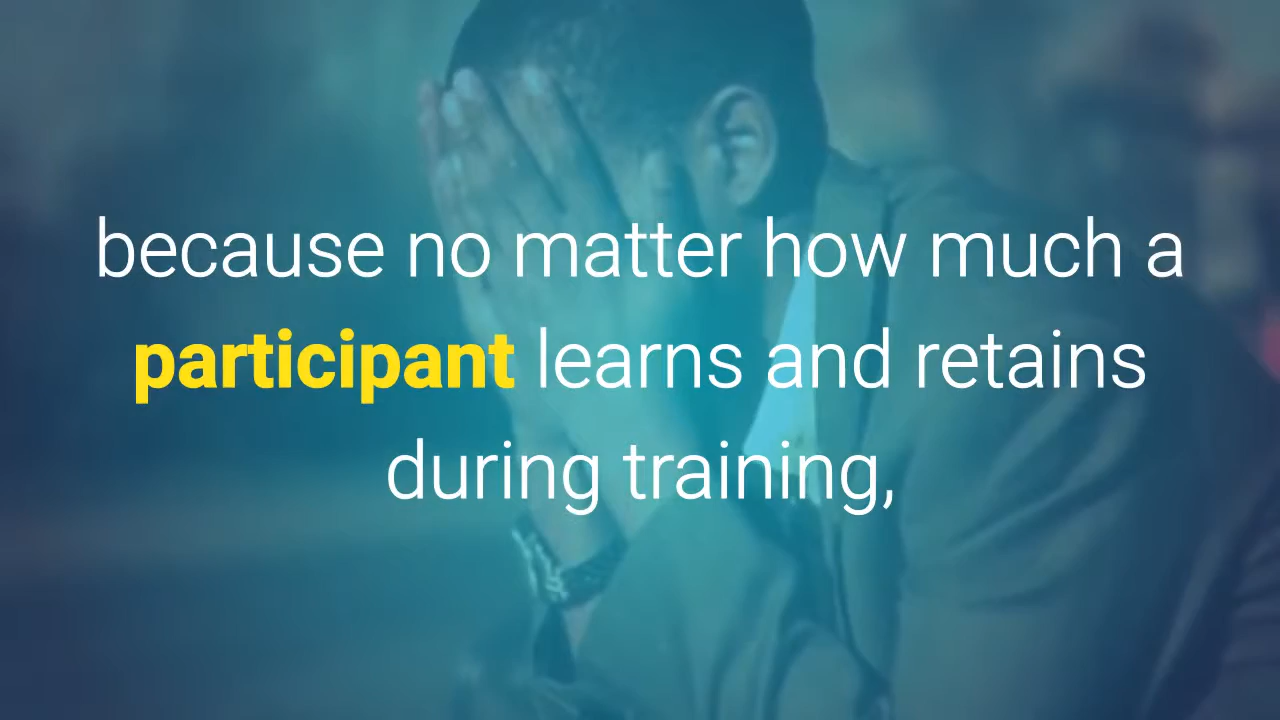 because no matter how much a
participant learns and retains
during training,